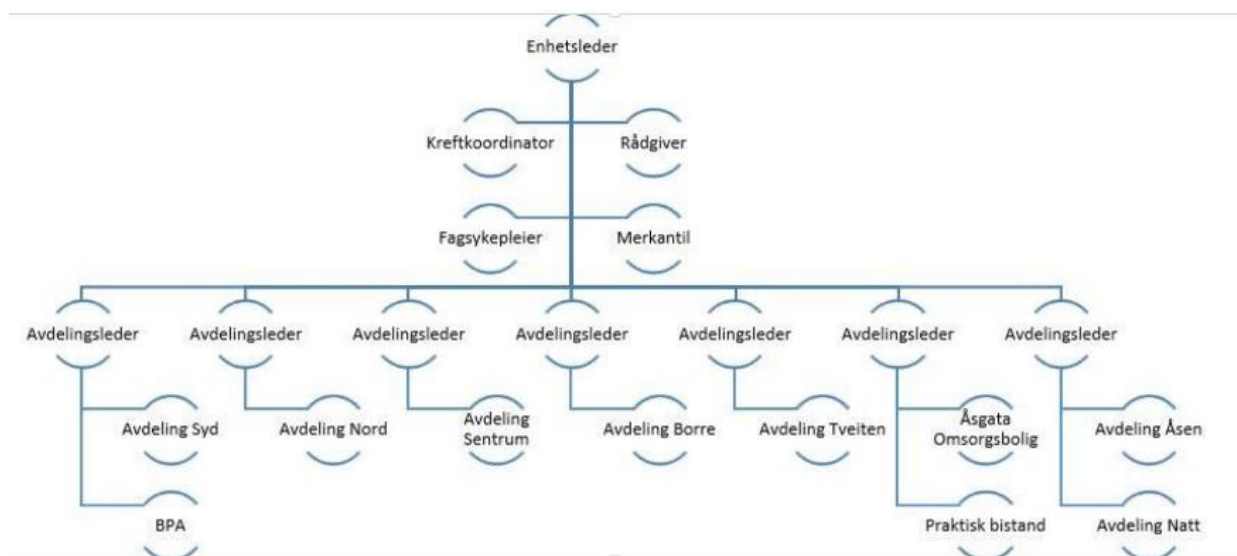 Enhetsleder
Kreftkoordinator
Rådgiver
Fagsykepleier
Merkantil
Avdelingsleder
Avdelingsleder
Avdelingsleder
Avdelingsleder
Avdelingsleder
Avdelingsleder
Avdelingsleder
Avdeling Syd
Avdeling Nord
Avdeling
Sentrum
Avdeling Borre
Avdeling Tveiten
Åsgata
Omsorgsbolig
Avdeling Åsen
BPA
Praktisk bistand
Avdeling Natt